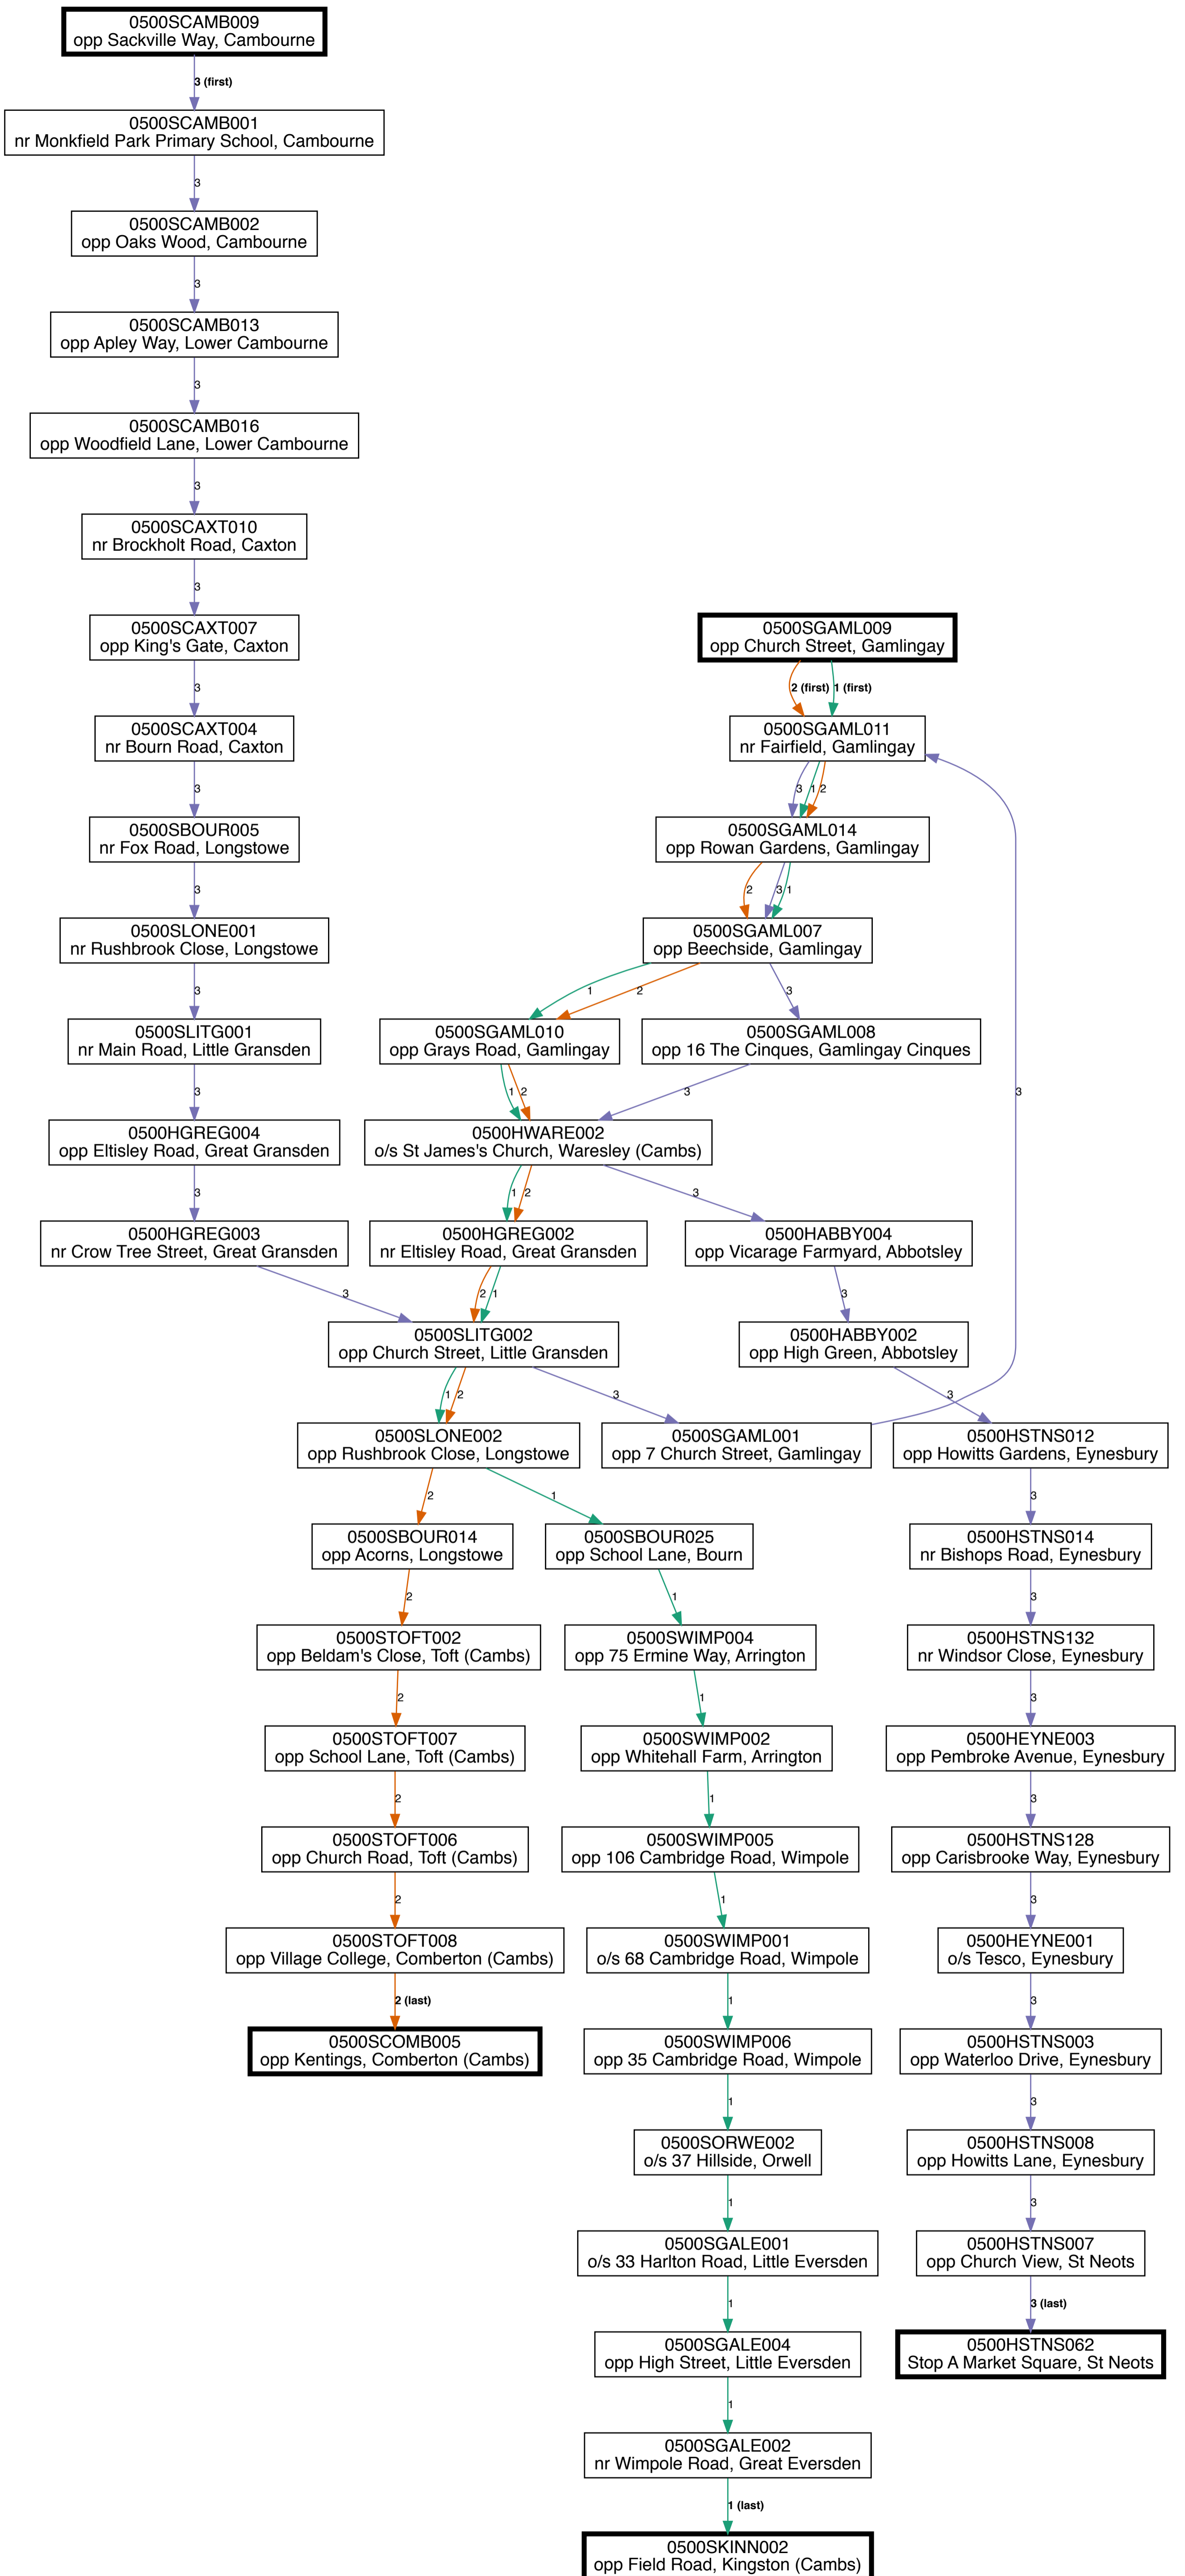 0500SCAMB009
opp Sackville Way, Cambourne
3 (first)
0500SCAMB001
nr Monkfield Park Primary School, Cambourne
3
0500SCAMB002
opp Oaks Wood, Cambourne
3
0500SCAMB013
opp Apley Way, Lower Cambourne
3
0500SCAMB016
opp Woodfield Lane, Lower Cambourne
3
0500SCAXT010
nr Brockholt Road, Caxton
3
0500SCAXT007
opp King's Gate, Caxton
3
0500SCAXT004
nr Bourn Road, Caxton
3
0500SBOUR005
nr Fox Road, Longstowe
3
0500SLONE001
nr Rushbrook Close, Longstowe
3
0500SLITG001
nr Main Road, Little Gransden
3
0500HGREG004
opp Eltisley Road, Great Gransden
3
0500HGREG003
nr Crow Tree Street, Great Gransden
3
0500SGAML009
opp Church Street, Gamlingay
2 (first) 1 (first)
0500SGAML011
nr Fairfield, Gamlingay
3 1 2
0500SGAML014
opp Rowan Gardens, Gamlingay
2 3 1
0500SGAML007
opp Beechside, Gamlingay
1 2 3
0500SGAML010
opp Grays Road, Gamlingay
0500SGAML008
opp 16 The Cinques, Gamlingay Cinques
1 2 3 3
0500HWARE002
o/s St James's Church, Waresley (Cambs)
1 2 3
0500HGREG002
nr Eltisley Road, Great Gransden
0500HABBY004
opp Vicarage Farmyard, Abbotsley
2 1 3
0500SLITG002
opp Church Street, Little Gransden
0500HABBY002
opp High Green, Abbotsley
1 2 3 3
0500SLONE002
opp Rushbrook Close, Longstowe
0500SGAML001
opp 7 Church Street, Gamlingay
2 1
0500SBOUR014
opp Acorns, Longstowe
2
0500STOFT002
opp Beldam's Close, Toft (Cambs)
2
0500STOFT007
opp School Lane, Toft (Cambs)
2
0500STOFT006
opp Church Road, Toft (Cambs)
2
0500STOFT008
opp Village College, Comberton (Cambs)
2 (last)
0500SCOMB005
opp Kentings, Comberton (Cambs)
0500SBOUR025
opp School Lane, Bourn
1
0500SWIMP004
opp 75 Ermine Way, Arrington
1
0500SWIMP002
opp Whitehall Farm, Arrington
1
0500SWIMP005
opp 106 Cambridge Road, Wimpole
1
0500SWIMP001
o/s 68 Cambridge Road, Wimpole
1
0500SWIMP006
opp 35 Cambridge Road, Wimpole
1
0500SORWE002
o/s 37 Hillside, Orwell
1
0500SGALE001
o/s 33 Harlton Road, Little Eversden
1
0500SGALE004
opp High Street, Little Eversden
1
0500SGALE002
nr Wimpole Road, Great Eversden
1 (last)
0500SKINN002
opp Field Road, Kingston (Cambs)
0500HSTNS012
opp Howitts Gardens, Eynesbury
3
0500HSTNS014
nr Bishops Road, Eynesbury
3
0500HSTNS132
nr Windsor Close, Eynesbury
3
0500HEYNE003
opp Pembroke Avenue, Eynesbury
3
0500HSTNS128
opp Carisbrooke Way, Eynesbury
3
0500HEYNE001
o/s Tesco, Eynesbury
3
0500HSTNS003
opp Waterloo Drive, Eynesbury
3
0500HSTNS008
opp Howitts Lane, Eynesbury
3
0500HSTNS007
opp Church View, St Neots
3 (last)
0500HSTNS062
Stop A Market Square, St Neots